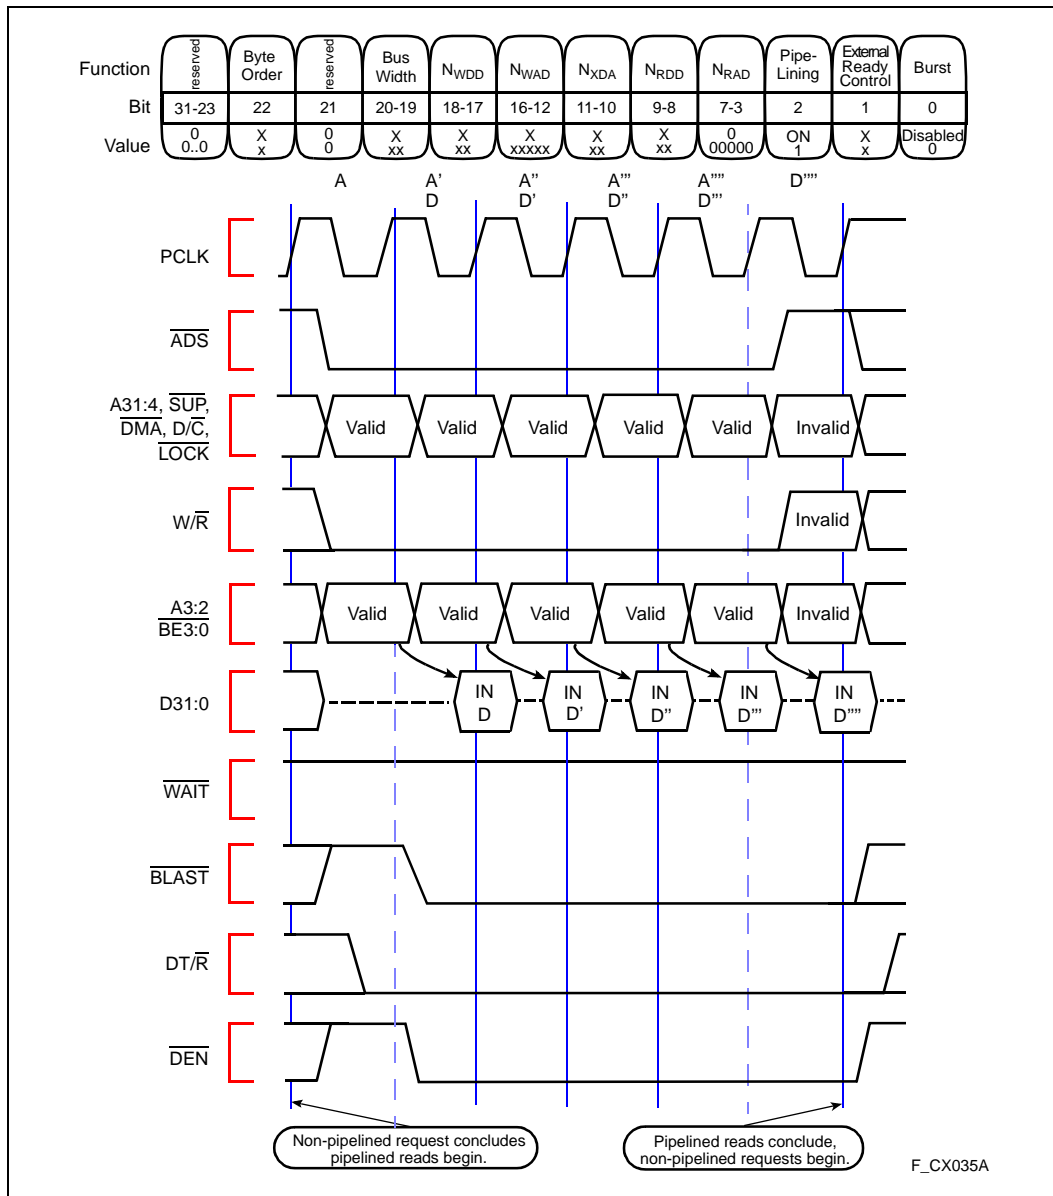 Function reserved Byte Order reserved Bus Width NWDD NWAD NXDA NRDD NRAD Pipe-Lining External Ready Control Burst
Bit 31-23 22 21 20-19 18-17 16-12 11-10 9-8 7-3 2 1 0
Value 0 X 0 X X X X X 0 ON X Disabled
0..0 x 0 xx xx xxxxx xx xx 00000 1 x 0
A A' A'' A''' A'''' D''''
D D' D'' D'''
PCLK
ADS
A31:4, SUP,
DMA, D/C,
LOCK
Valid Valid Valid Valid Valid Invalid
W/R
Invalid
A3:2
BE3:0
Valid Valid Valid Valid Valid Invalid
D31:0
IN IN IN IN IN
D D' D'' D''' D''''
WAIT
BLAST
DT/R
DEN
Non-pipelined request concludes
pipelined reads begin.
Pipelined reads conclude,
non-pipelined requests begin.
F_CX035A